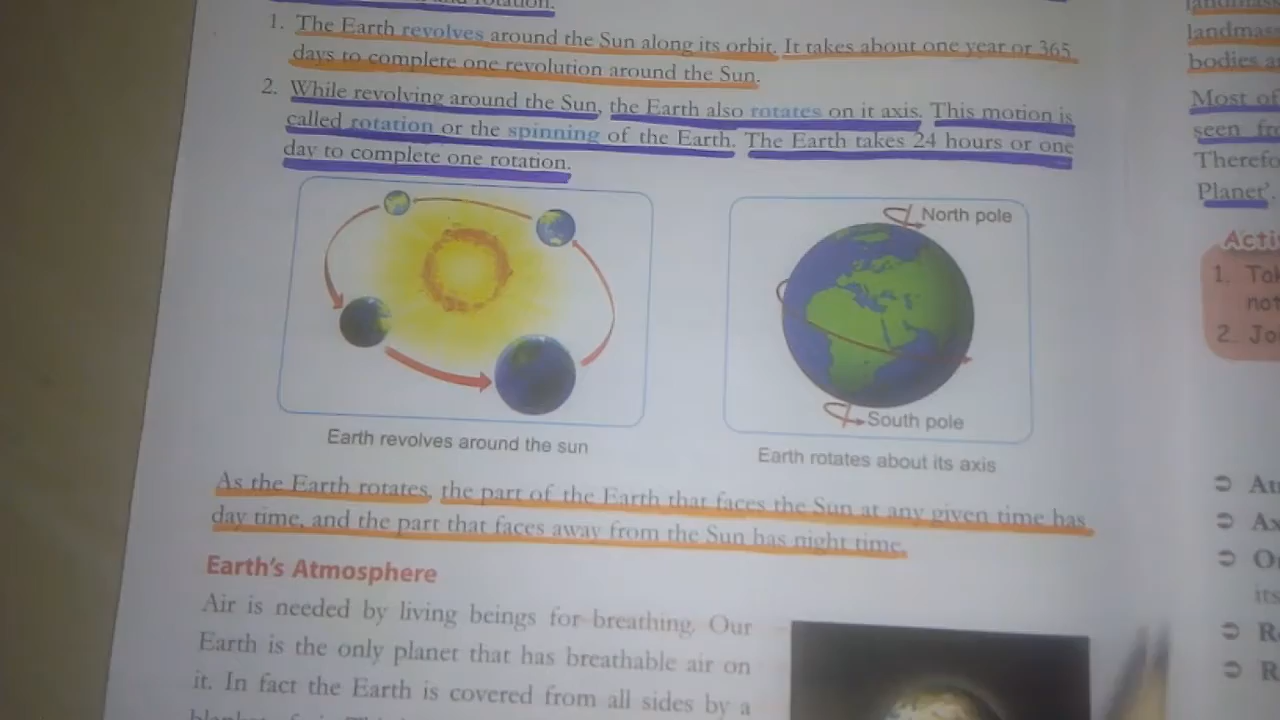 and rotation.
1. The Earth revolves around the Sun along its orbit. It takes about one year or 365
days to complete one revolution around the Sun.
2. While revolving around the Sun, the Earth also rotates on it axis. This motion is
called rotation or the spinning of the Earth. The Earth takes 24 hours or one
day to complete one rotation.
North pole
South pole
Earth revolves around the sun
Earth rotates about its axis
As the Earth rotates, the part of the Earth that faces the Sun at any given time has
day time, and the part that faces away from the Sun has night time.
Earth's Atmosphere
Air is needed by living beings for breathing. Our
Earth is the only planet that has breathable air on
it. In fact the Earth is covered from all sides by a
landmass
bodies
Most of
seen
Planet'.
1.
2.
its